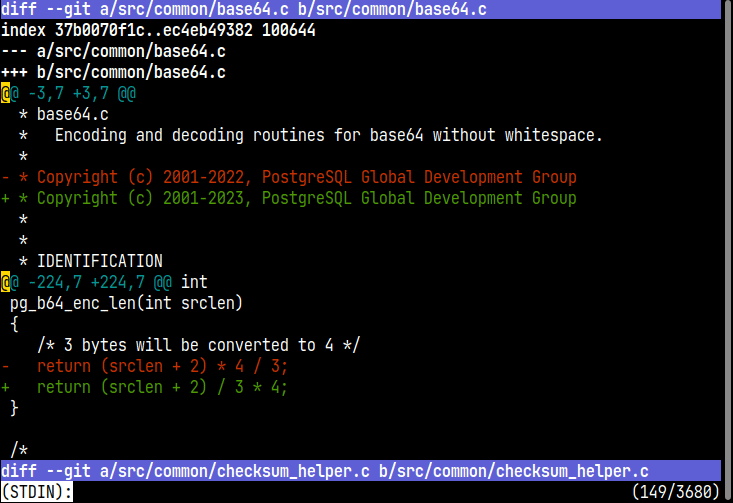 diff --git a/src/common/base64.c b/src/common/base64.c
index 37b0070f1c..ec4eb49382 100644
--- a/src/common/base64.c
+++ b/src/common/base64.c
@@ -3,7 +3,7 @@
  * base64.c
  *   Encoding and decoding routines for base64 without whitespace.
  *
- * Copyright (c) 2001-2022, PostgreSQL Global Development Group
+ * Copyright (c) 2001-2023, PostgreSQL Global Development Group
  *
  *
  * IDENTIFICATION
@@ -224,7 +224,7 @@ int
 pg_b64_enc_len(int srclen)
 {
    /* 3 bytes will be converted to 4 */
-   return (srclen + 2) * 4 / 3;
+   return (srclen + 2) / 3 * 4;
 }

 /*
diff --git a/src/common/checksum_helper.c b/src/common/checksum_helper.c
(STDIN): (149/3680)